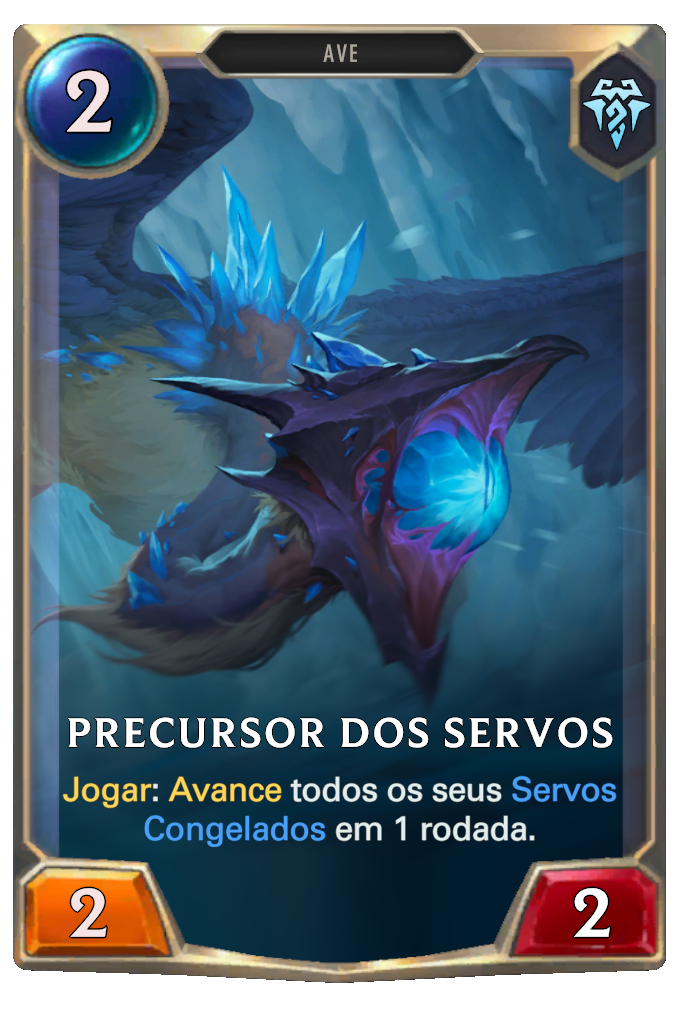 AVE
2
PRECURSOR DOS SERVOS
Jogar: Avance todos os seus Servos
Congelados em 1 rodada.
2 2